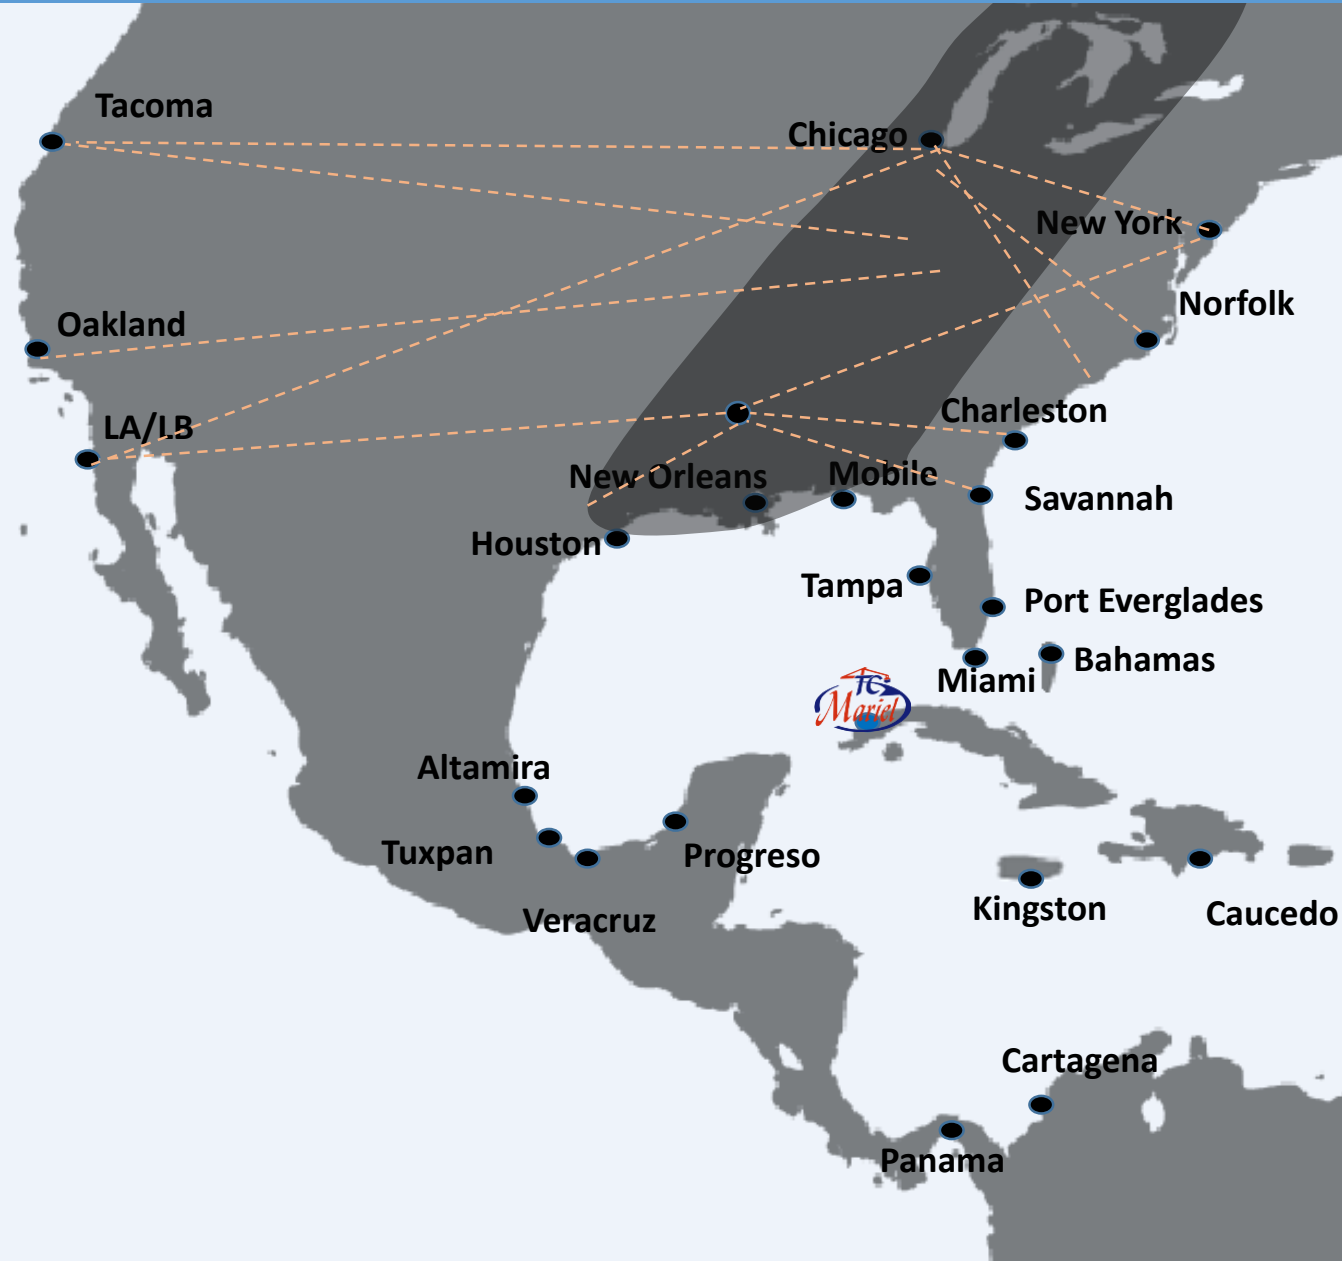 Tacoma
Chicago
New York
Norfolk
Oakland
LA/LB
Charleston
New Orleans
Mobile
Savannah
Houston
Tampa
Port Everglades
Bahamas
Miami
TC
Mariel
Altamira
Tuxpan
Progreso
Veracruz
Kingston
Caucedo
Cartagena
Panama